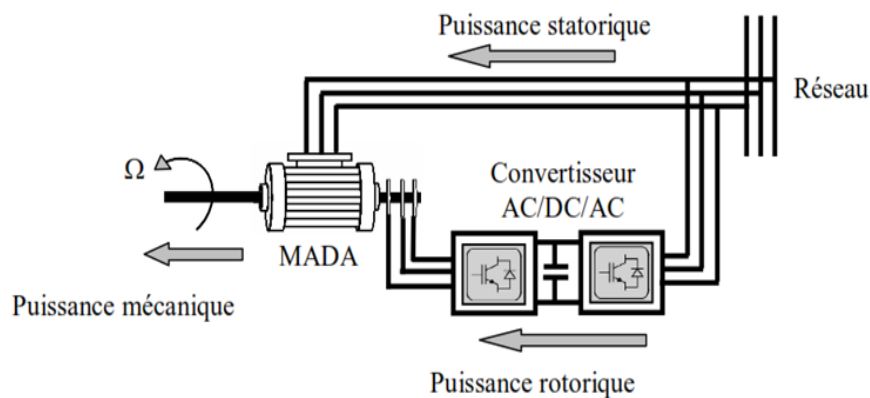 Puissance statorique
Réseau
Ω
Convertisseur
AC/DC/AC
MADA
Puissance mécanique
Puissance rotorique